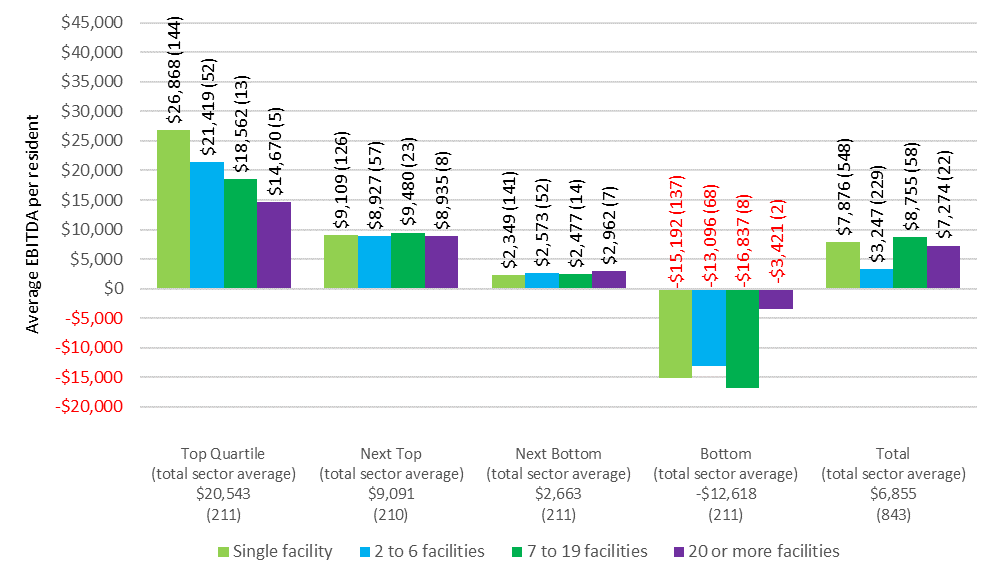 Average EBITDA per resident
$45,000
$40,000
$35,000
$30,000
$25,000
$20,000
$15,000
$10,000
$5,000
$0
-$5,000
-$10,000
-$15,000
-$20,000
$26,868 (144)
$21,419 (52)
$18,562 (13)
$14,670 (5)
$9,109 (126)
$8,927 (57)
$9,480 (23)
$8,935 (8)
$2,349 (141)
$2,573 (52)
$2,477 (14)
$2,962 (7)
-$15,192 (137)
-$13,096 (68)
-$16,837 (8)
-$3,421 (2)
$7,876 (548)
$3,247 (229)
$8,755 (58)
$7,274 (22)
Top Quartile
(total sector average)
$20,543
(211)
Next Top
(total sector average)
$9,091
(210)
Next Bottom
(total sector average)
$2,663
(211)
Bottom
(total sector average)
-$12,618
(211)
Total
(total sector average)
$6,855
(843)
Single facility
2 to 6 facilities
7 to 19 facilities
20 or more facilities